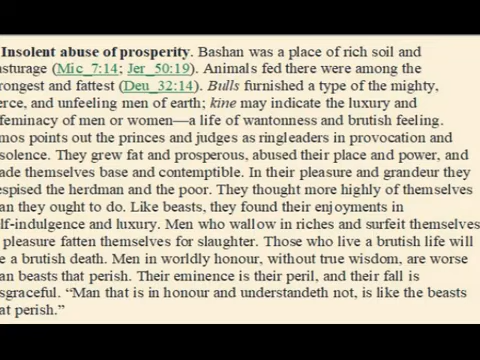 Insolent abuse of prosperity. Bashan was a place of rich soil and
asturage (Mic_7:14; Jer_50:19). Animals fed there were among the
rongest and fattest (Deu_32:14). Bulls furnished a type of the mighty,
erce, and unfeeling men of earth; kine may indicate the luxury and
feminacy of men or women—a life of wantonness and brutish feeling.
mos points out the princes and judges as ringleaders in provocation and
solence. They grew fat and prosperous, abused their place and power, and
ade themselves base and contemptible. In their pleasure and grandeur they
espised the herdman and the poor. They thought more highly of themselves
an they ought to do. Like beasts, they found their enjoyments in
lf-indulgence and luxury. Men who wallow in riches and surfeit themselves
pleasure fatten themselves for slaughter. Those who live a brutish life will
e a brutish death. Men in worldly honour, without true wisdom, are worse
an beasts that perish. Their eminence is their peril, and their fall is
sgraceful. “Man that is in honour and understandeth not, is like the beasts
at perish.”